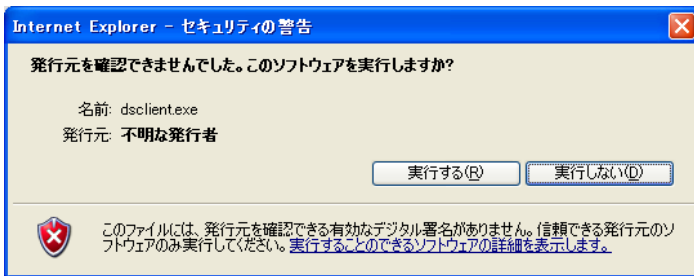 Internet Explorer - セキュリティの警告
発行元を確認できませんでした。このソフトウェアを実行しますか?
名前: dsclient.exe
発行元: 不明な発行者
実行する(R) 実行しない(D)
このファイルには、発行元を確認できる有効なデジタル署名がありません。信頼できる発行元のソ
フトウェアのみ実行してください。実行することのできるソフトウェアの詳細を表示します。